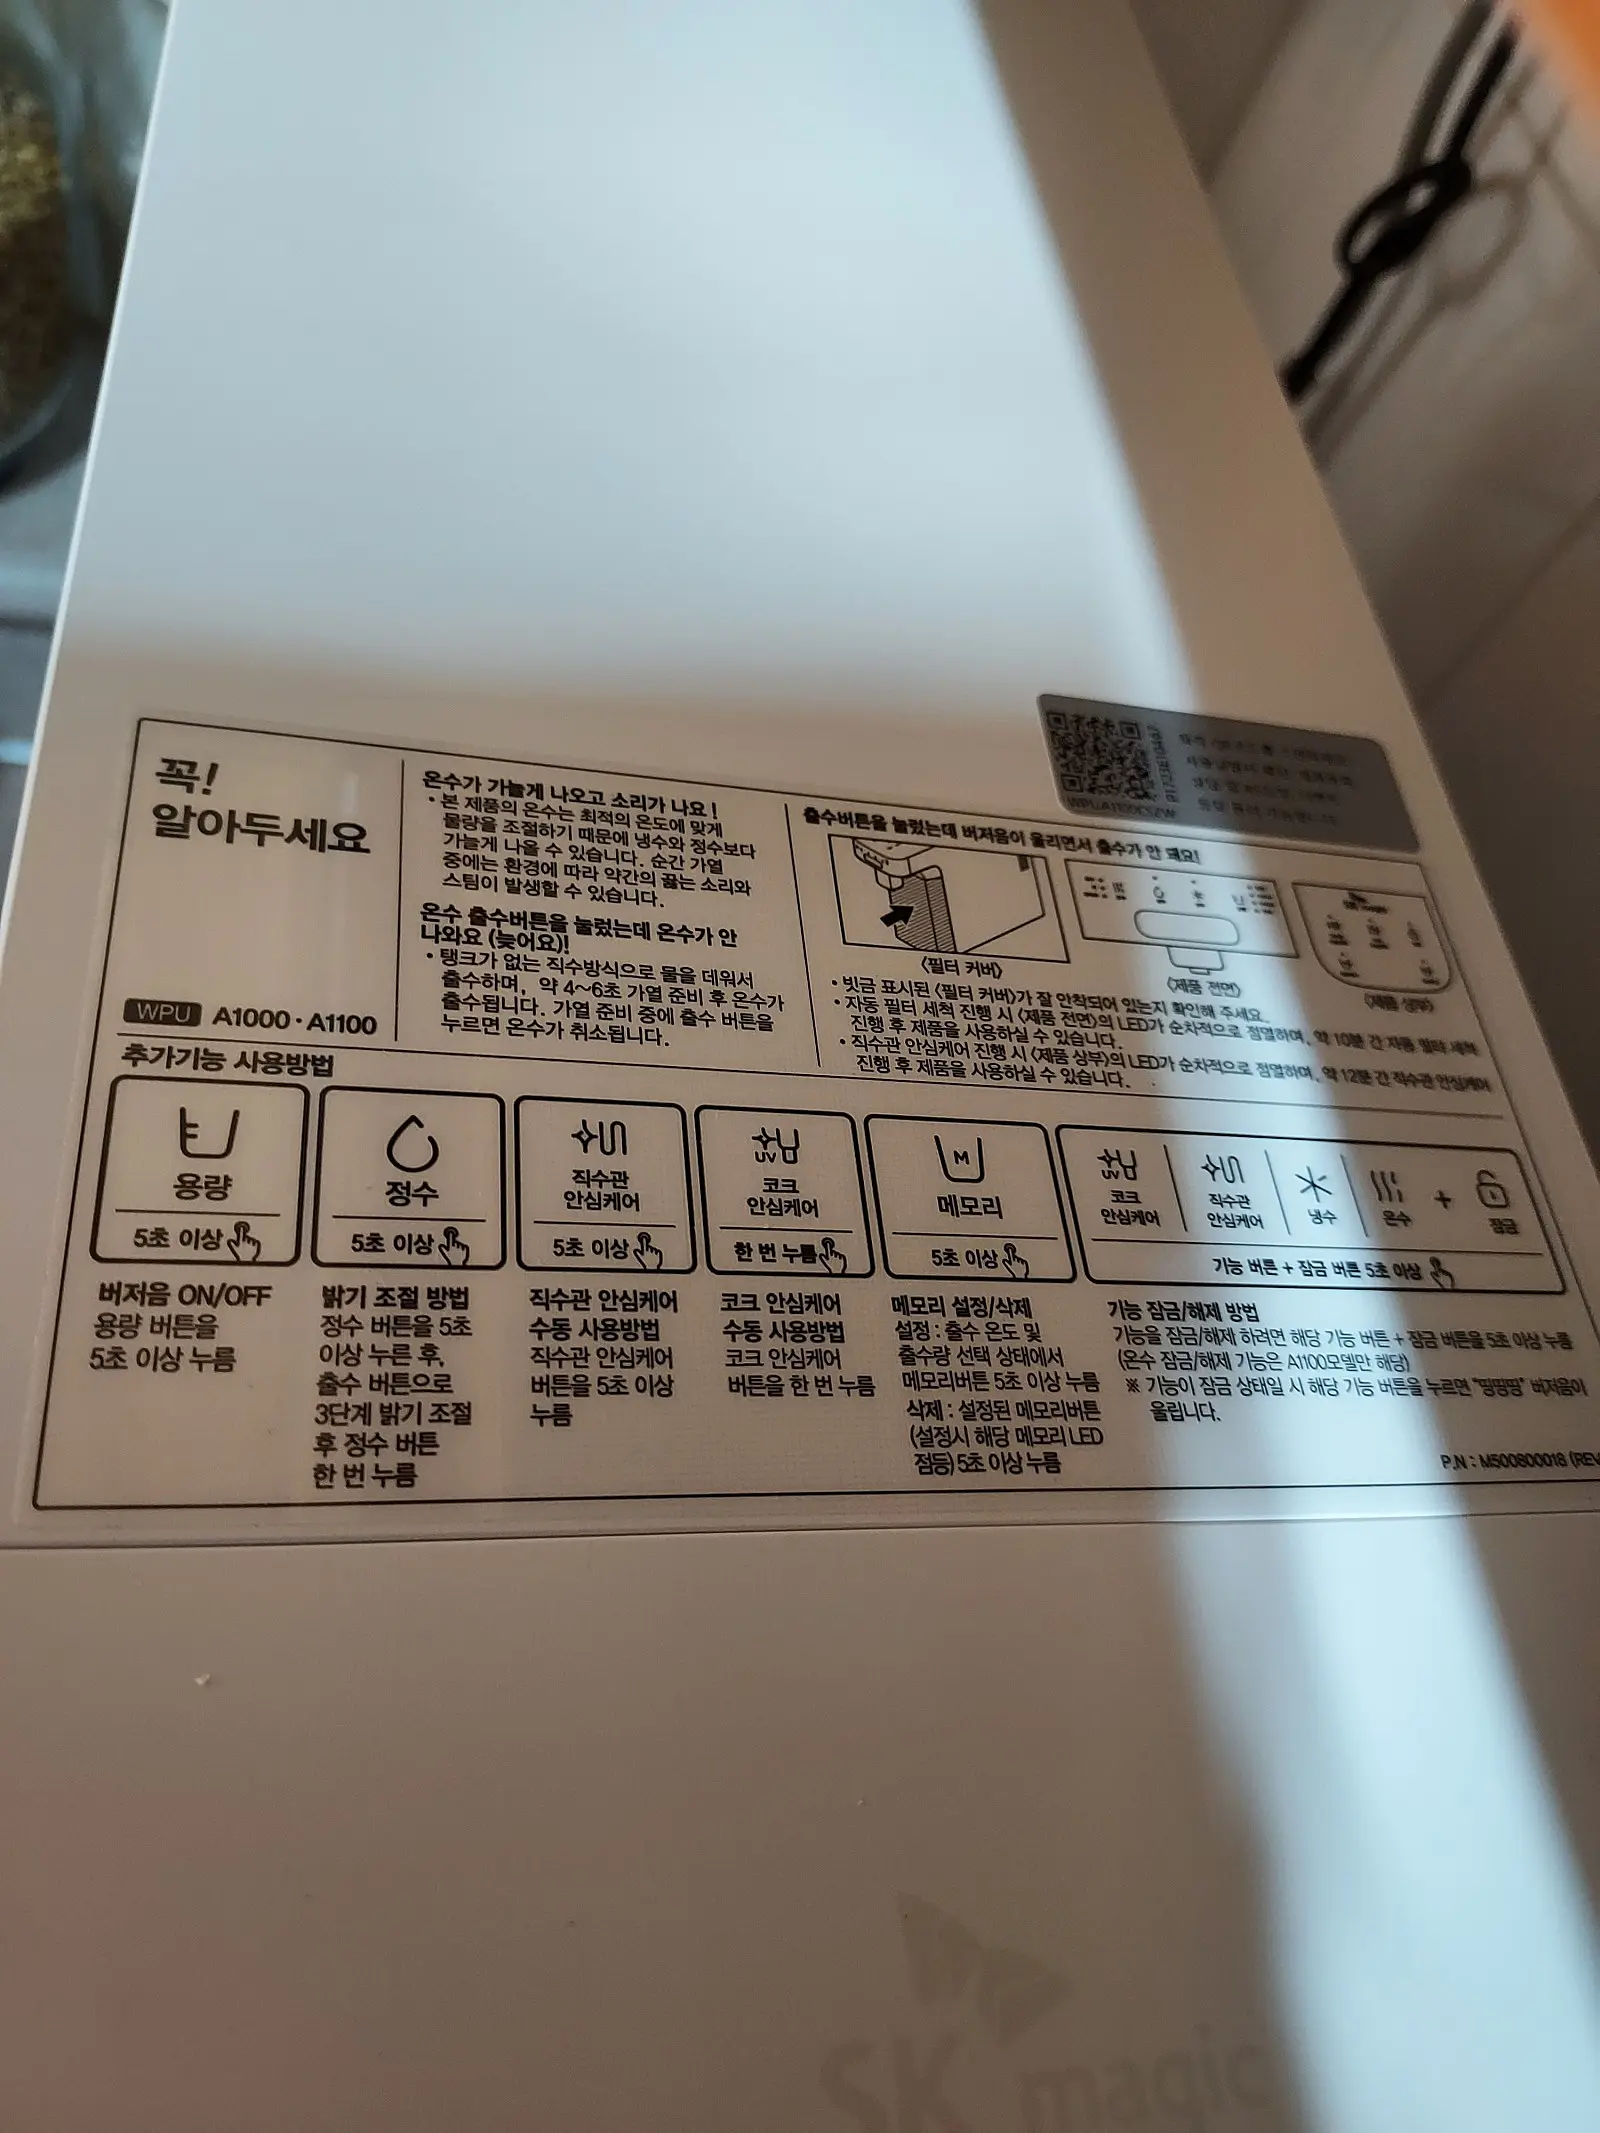 꼭!
알아두세요
WPU A1000·A1100
온수가 가늘게 나오고 소리가 나요!
• 본 제품의 온수는 최적의 온도에 맞게
물량을 조절하기 때문에 냉수와 정수보다
가늘게 나올 수 있습니다. 순간 가열
중에는 환경에 따라 약간의 끓는 소리와
스팀이 발생할 수 있습니다.
온수 출수버튼을 눌렀는데 온수가 안
나와요 (늦어요)!
• 탱크가 없는 직수방식으로 물을 데워서
출수하며, 약 4~6초 가열 준비 후 온수가
출수됩니다. 가열 준비 중에 출수 버튼을
누르면 온수가 취소됩니다.
출수버튼을 눌렀는데 버저음이 울리면서 출수가 안 돼요!
<필터 커버>
<제품 전면>
<제품 상부>
• 빗금 표시된 <필터 커버>가 잘 안착되어 있는지 확인해 주세요.
• 자동 필터 세척 진행 시 <제품 전면>의 LED가 순차적으로 점멸하며, 약 10분 간 자동 필터 세척
진행 후 제품을 사용하실 수 있습니다.
• 직수관 안심케어 진행 시 <제품 상부>의 LED가 순차적으로 점멸하며, 약 12분 간 직수관 안심케어
진행 후 제품을 사용하실 수 있습니다.
추가기능 사용방법
용량
5초 이상
버저음 ON/OFF
용량 버튼을
5초 이상 누름
정수
5초 이상
밝기 조절 방법
정수 버튼을 5초
이상 누른 후,
출수 버튼으로
3단계 밝기 조절
후 정수 버튼
한 번 누름
직수관
안심케어
5초 이상
직수관 안심케어
수동 사용방법
직수관 안심케어
버튼을 5초 이상
누름
UV
코크
안심케어
한 번 누름
코크 안심케어
수동 사용방법
코크 안심케어
버튼을 한 번 누름
M
메모리
5초 이상
메모리 설정/삭제
설정 : 출수 온도 및
출수량 선택 상태에서
메모리버튼 5초 이상 누름
삭제 : 설정된 메모리버튼
(설정시 해당 메모리 LED
점등) 5초 이상 누름
UV
코크
안심케어
직수관
안심케어
냉수
온수
+
잠금
기능 버튼 + 잠금 버튼 5초 이상
기능 잠금/해제 방법
기능을 잠금/해제 하려면 해당 기능 버튼 + 잠금 버튼을 5초 이상 누름
(온수 잠금/해제 기능은 A1100모델만 해당)
※ 기능이 잠금 상태일 시 해당 기능 버튼을 누르면 "띵띵띵" 버저음이
울립니다.
P.N : M500800018 (REV
SK magic